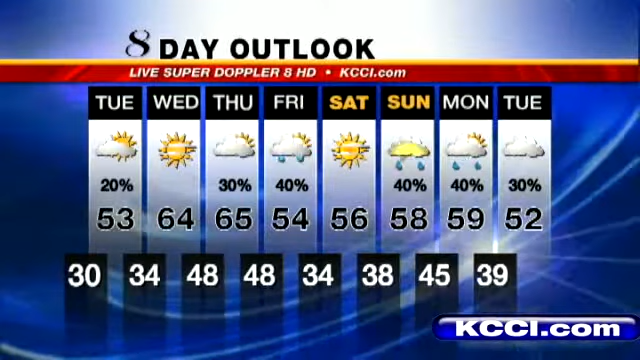 8 DAY OUTLOOK
LIVE SUPER DOPPLER 8 HD • KCCI.com
TUE WED THU FRI SAT SUN MON TUE
20% 30% 40% 40% 40% 30%
53 64 65 54 56 58 59 52
30 34 48 48 34 38 45 39
KCCI.com